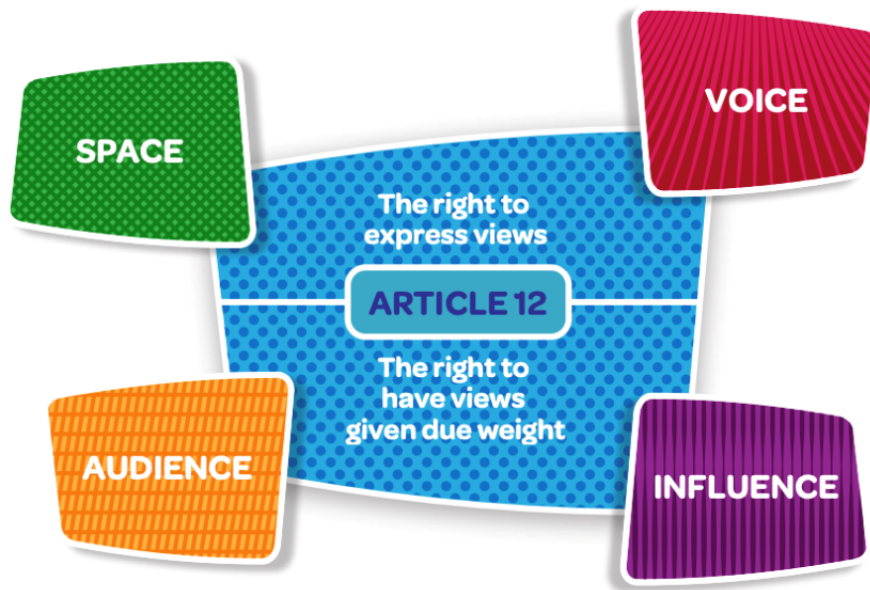 SPACE
VOICE
The right to
express views
ARTICLE 12
The right to
have views
given due weight
AUDIENCE
INFLUENCE